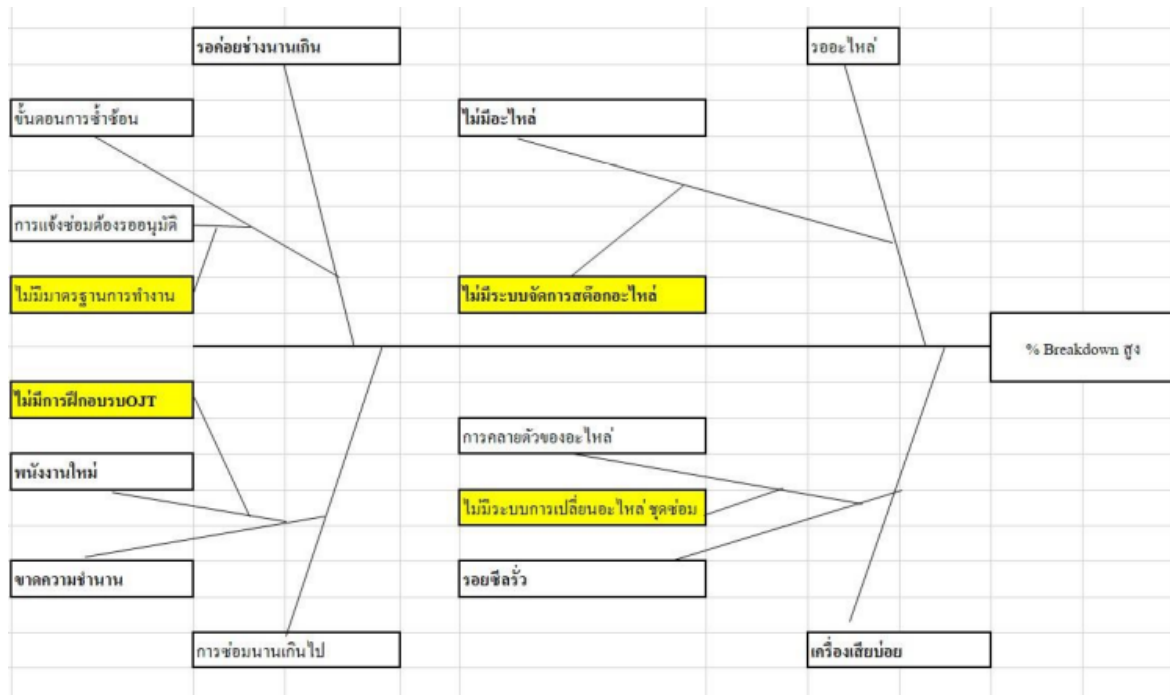 รอค่อยช่างนานเกิน
รออะไหล่
ขั้นตอนการซ้ำซ้อน
ไม่มีอะไหล่
การแจ้งซ่อมต้องรออนุมัติ
ไม่มีมาตรฐานการทำงาน
ไม่มีระบบจัดการสต๊อกอะไหล่
% Breakdown สูง
ไม่มีการฝึกอบรบOJT
การคลายตัวของอะไหล่
พนังงานใหม่
ไม่มีระบบการเปลี่ยนอะไหล่ ชุดซ่อม
ขาดความชำนาน
รอยซีลรั่ว
การซ่อมนานเกินไป
เครื่องเสียบ่อย